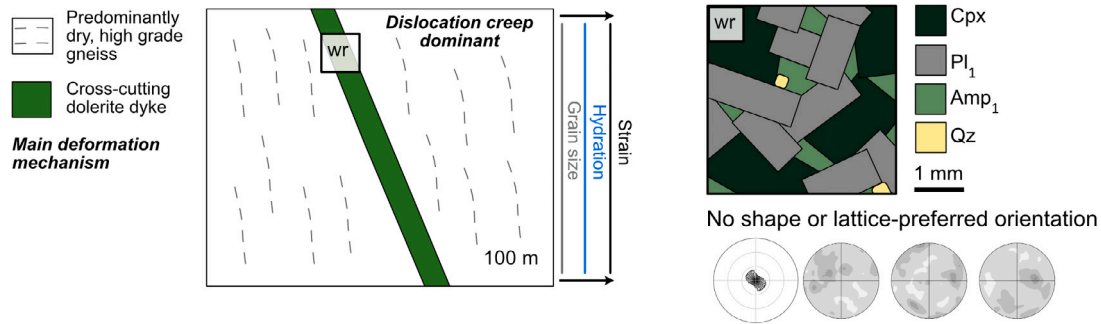 Predominantly
dry, high grade
gneiss
Cross-cutting
dolerite dyke
Main deformation
mechanism
Dislocation creep
dominant
wr
100 m
Grain size
Hydration
Strain
wr
Cpx
Pl₁
Amp₁
Qz
1 mm
No shape or lattice-preferred orientation